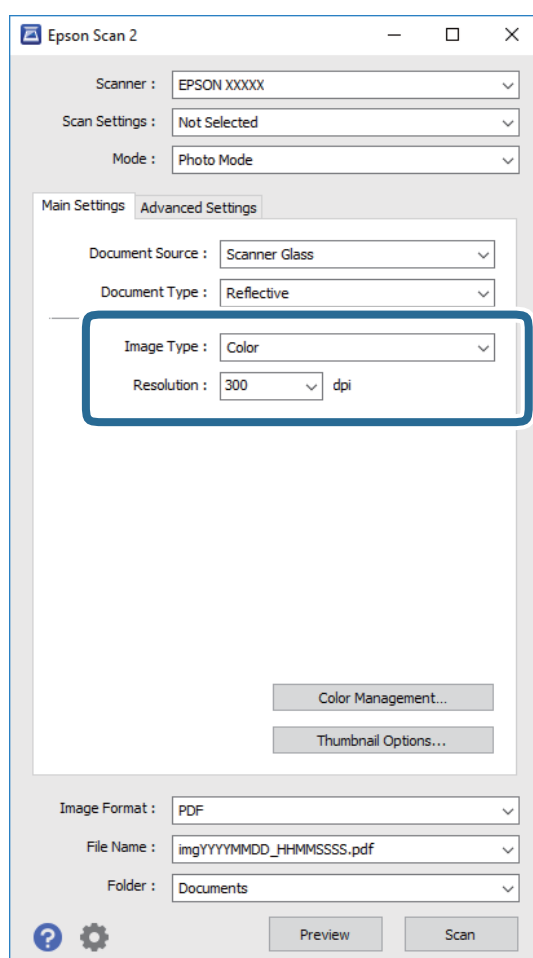 Epson Scan 2
Scanner : EPSON XXXXX
Scan Settings : Not Selected
Mode : Photo Mode
Main Settings Advanced Settings
Document Source : Scanner Glass
Document Type : Reflective
Image Type : Color
Resolution : 300 dpi
Color Management...
Thumbnail Options...
Image Format : PDF
File Name : imgYYYYMMDD_HHMMSSSS.pdf
Folder : Documents
? Preview Scan